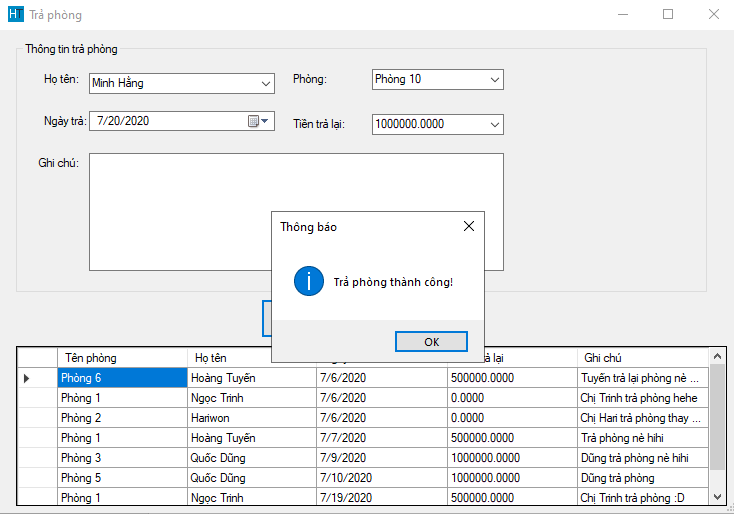 HT Trả phòng
Thông tin trả phòng
Họ tên: Minh Hằng Phòng: Phòng 10
Ngày trả: 7/20/2020 Tiền trả lại: 1000000.0000
Ghi chú:
Thông báo
Trả phòng thành công!
OK
Tên phòng Họ tên lại Ghi chú
Phòng 6 Hoàng Tuyến 7/6/2020 500000.0000 Tuyến trả lại phòng nè ...
Phòng 1 Ngọc Trinh 7/6/2020 0.0000 Chị Trinh trả phòng hehe
Phòng 2 Hariwon 7/6/2020 0.0000 Chị Hari trả phòng thay ...
Phòng 1 Hoàng Tuyến 7/7/2020 500000.0000 Trả phòng nè hihi
Phòng 3 Quốc Dũng 7/9/2020 1000000.0000 Dũng trả phòng nè hihi
Phòng 5 Quốc Dũng 7/10/2020 1000000.0000 Dũng trả phòng
Phòng 1 Ngọc Trinh 7/19/2020 500000.0000 Chị Trinh trả phòng :D